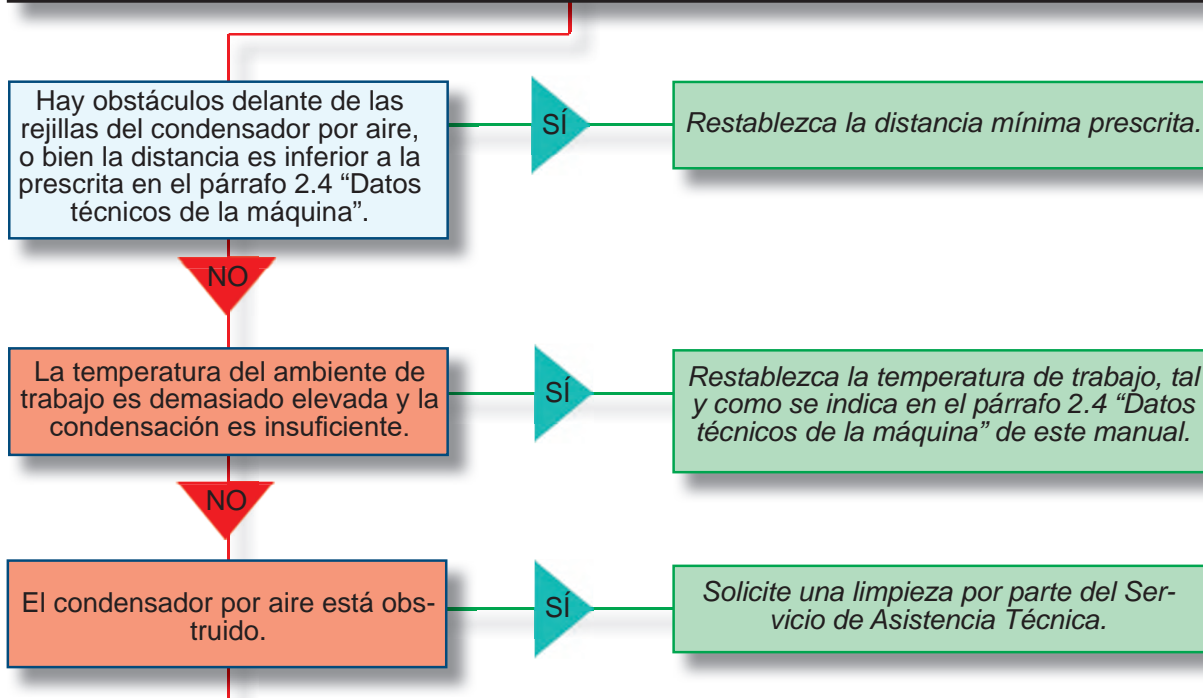 Hay obstáculos delante de las
rejillas del condensador por aire,
o bien la distancia es inferior a la
prescrita en el párrafo 2.4 “Datos
técnicos de la máquina”.
SÍ
Restablezca la distancia mínima prescrita.
NO
La temperatura del ambiente de
trabajo es demasiado elevada y la
condensación es insuficiente.
SÍ
Restablezca la temperatura de trabajo, tal
y como se indica en el párrafo 2.4 “Datos
técnicos de la máquina” de este manual.
NO
El condensador por aire está obs-
truido.
SÍ
Solicite una limpieza por parte del Ser-
vicio de Asistencia Técnica.